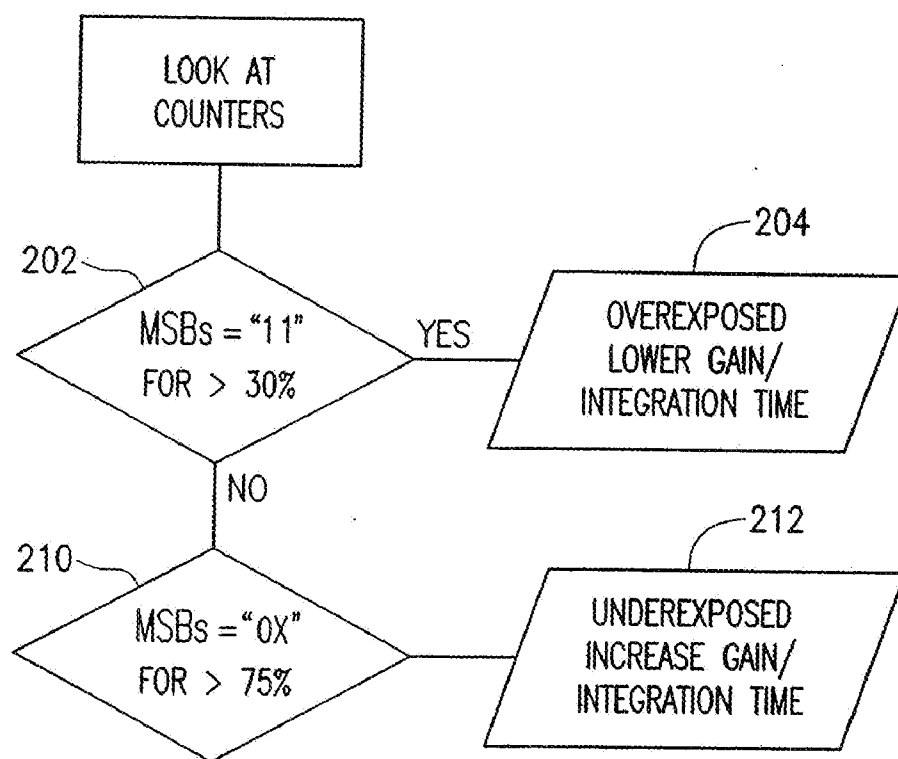 LOOK AT
COUNTERS
202
MSBs = "11"
FOR > 30%
YES
204
OVEREXPOSED
LOWER GAIN/
INTEGRATION TIME
NO
210
MSBs = "0X"
FOR > 75%
212
UNDEREXPOSED
INCREASE GAIN/
INTEGRATION TIME